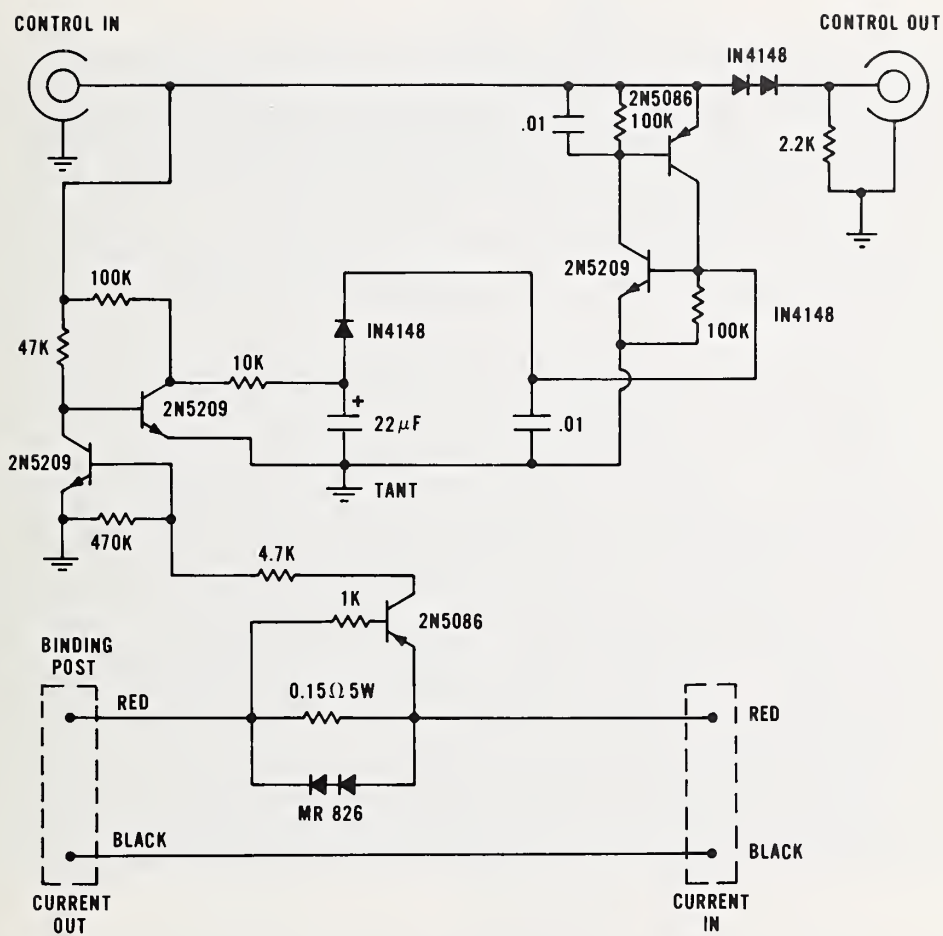 CONTROL IN
CONTROL OUT
IN4148
2N5086
100K
.01
2.2K
2N5209
100K
IN4148
100K
47K
IN4148
10K
2N5209
22μF
.01
2N5209
TANT
470K
4.7K
1K
2N5086
BINDING
POST
0.15Ω 5W
RED
RED
MR 826
BLACK
BLACK
CURRENT
OUT
CURRENT
IN
+